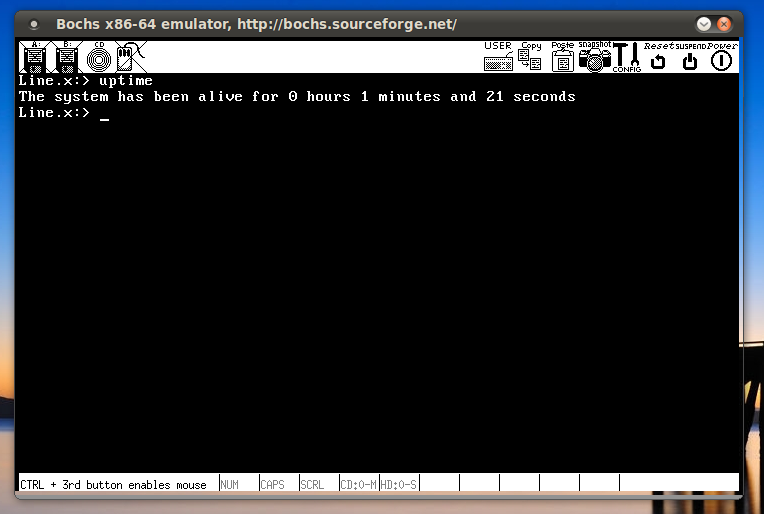 Bochs x86-64 emulator, http://bochs.sourceforge.net/
A: B: CD USER Copy Poste snapshot CONFIG Reset SUSPEND Power
Line.x:> uptime
The system has been alive for 0 hours 1 minutes and 21 seconds
Line.x:> _
CTRL + 3rd button enables mouse NUM CAPS SCRL CD:0-M HD:0-S